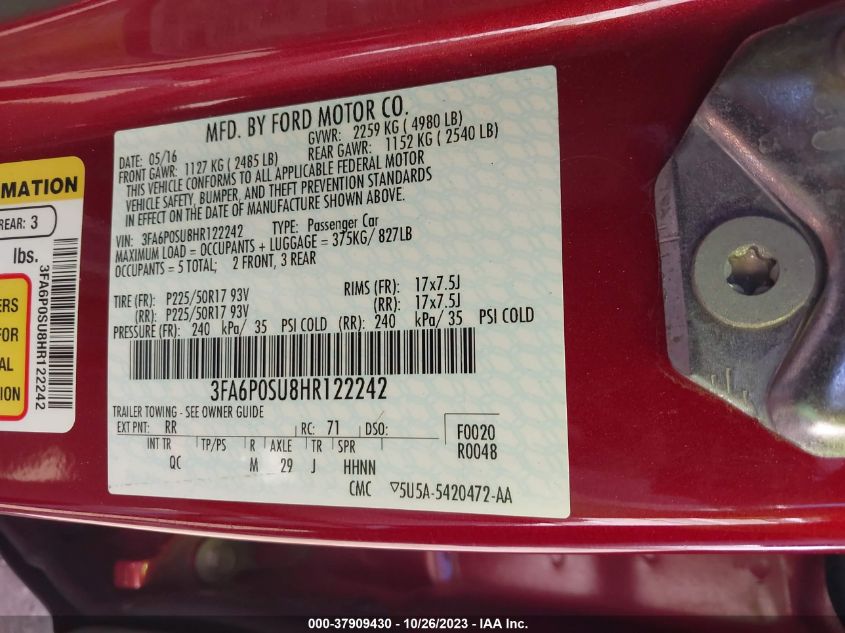 MFD. BY FORD MOTOR CO.
DATE: 05/16 GVWR: 2259 KG ( 4980 LB)
FRONT GAWR: 1127 KG ( 2485 LB) REAR GAWR: 1152 KG ( 2540 LB)
THIS VEHICLE CONFORMS TO ALL APPLICABLE FEDERAL MOTOR
VEHICLE SAFETY, BUMPER, AND THEFT PREVENTION STANDARDS
IN EFFECT ON THE DATE OF MANUFACTURE SHOWN ABOVE.
VIN: 3FA6P0SU8HR122242 TYPE: Passenger Car
MAXIMUM LOAD = OCCUPANTS + LUGGAGE = 375KG/ 827LB
OCCUPANTS = 5 TOTAL; 2 FRONT, 3 REAR
TIRE (FR): P225/50R17 93V RIMS (FR): 17x7.5J
(RR): P225/50R17 93V (RR): 17x7.5J
PRESSURE (FR): 240 kPa/ 35 PSI COLD (RR): 240 kPa/ 35 PSI COLD
3FA6P0SU8HR122242
TRAILER TOWING - SEE OWNER GUIDE
EXT PNT: RR RC: 71 DSO: F0020
INT TR TP/PS R AXLE TR SPR R0048
QC M 29 J HHNN
CMC ▽5U5A-5420472-AA
MATION
REAR: 3
lbs.
ERS
FOR
AL
SION
3FA6P0SU8HR122242
000-37909430 - 10/26/2023 - IAA Inc.